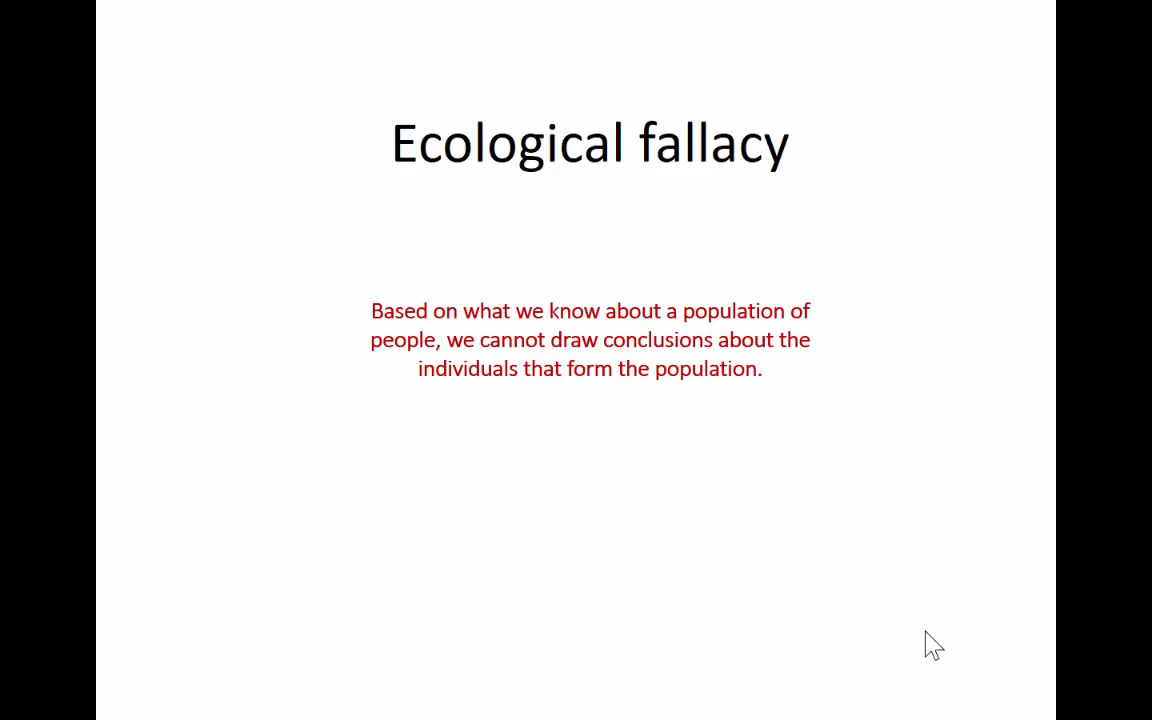 Ecological fallacy
Based on what we know about a population of
people, we cannot draw conclusions about the
individuals that form the population.